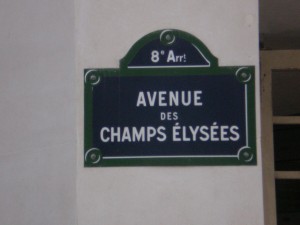 8e Arrt
AVENUE
DES
CHAMPS ÉLYSÉES